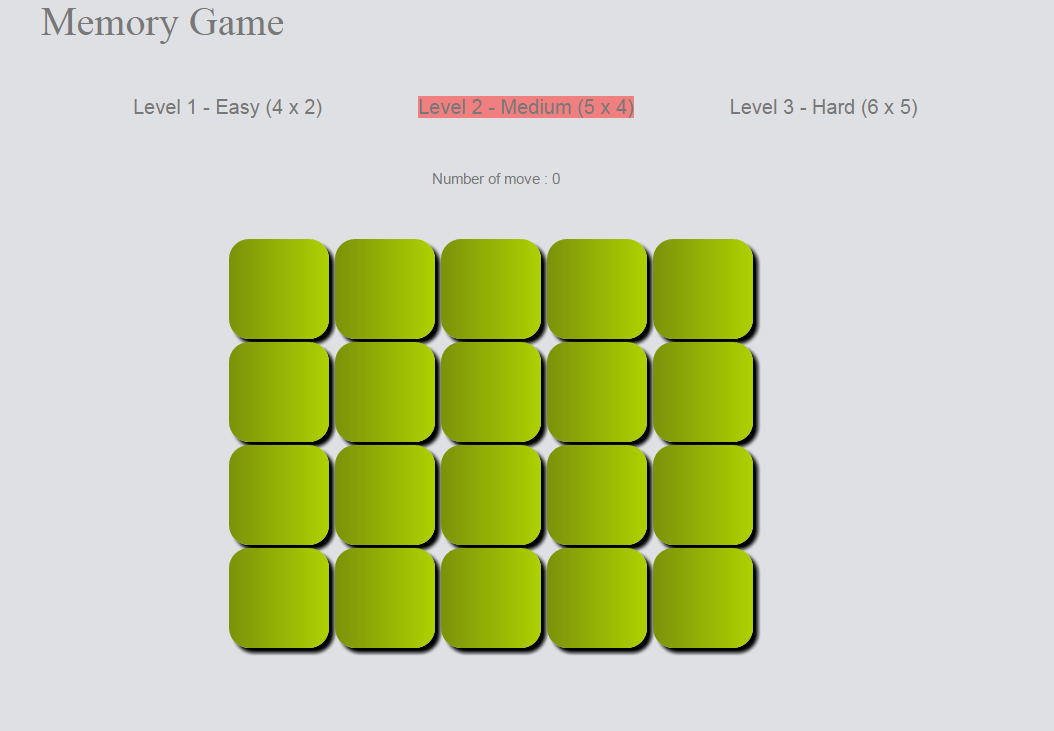 Memory Game
Level 1 - Easy (4 x 2)
Level 2 - Medium (5 x 4)
Level 3 - Hard (6 x 5)
Number of move : 0